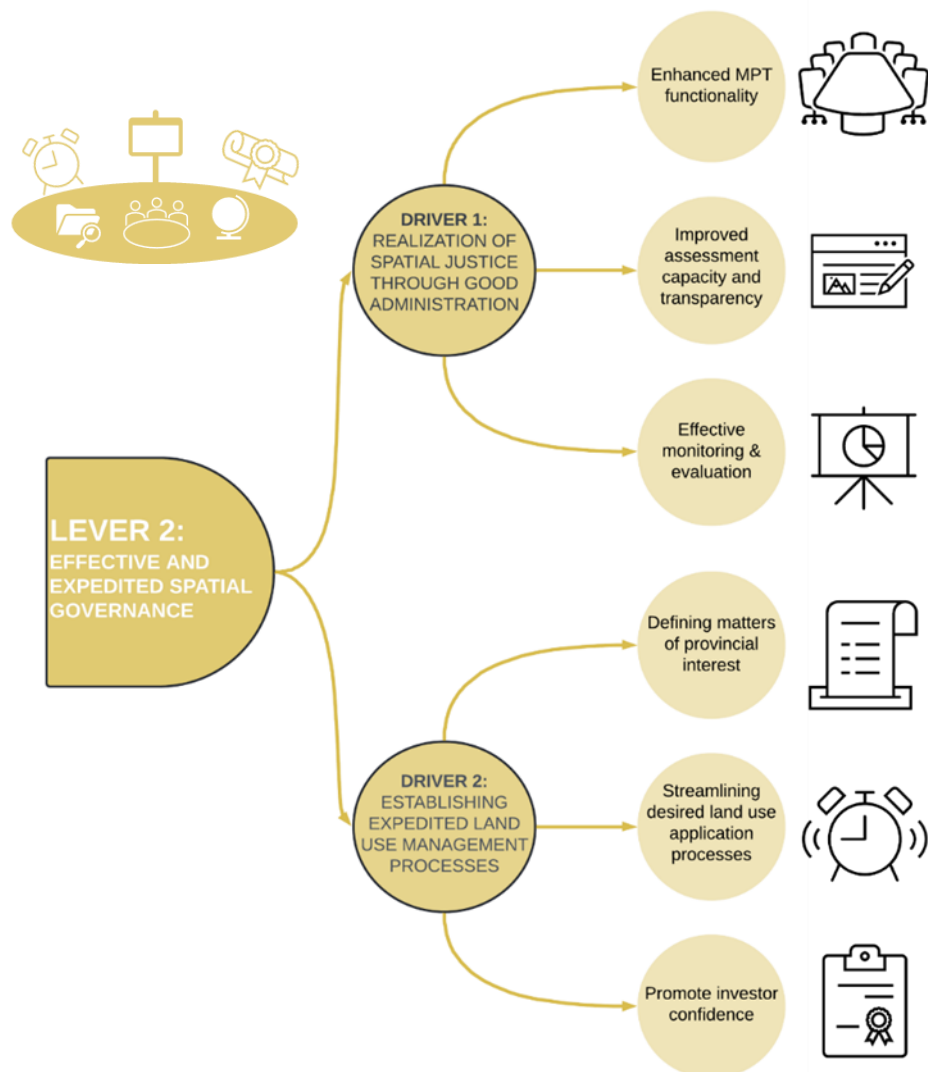 Enhanced MPT
functionality
DRIVER 1:
REALIZATION OF
SPATIAL JUSTICE
THROUGH GOOD
ADMINISTRATION
Improved
assessment
capacity and
transparency
Effective
monitoring &
evaluation
LEVER 2:
EFFECTIVE AND
EXPEDITED SPATIAL
GOVERNANCE
Defining matters
of provincial
interest
DRIVER 2:
ESTABLISHING
EXPEDITED LAND
USE MANAGEMENT
PROCESSES
Streamlining
desired land use
application
processes
Promote investor
confidence